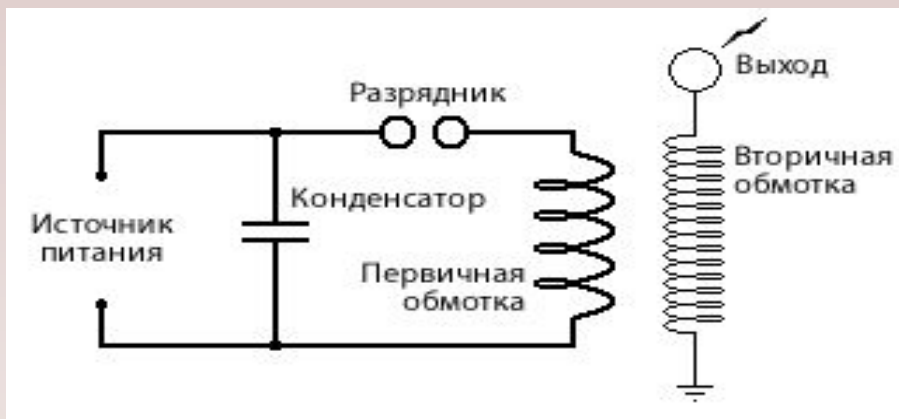 Разрядник
Выход
Конденсатор
Вторичная
обмотка
Источник
питания
Первичная
обмотка